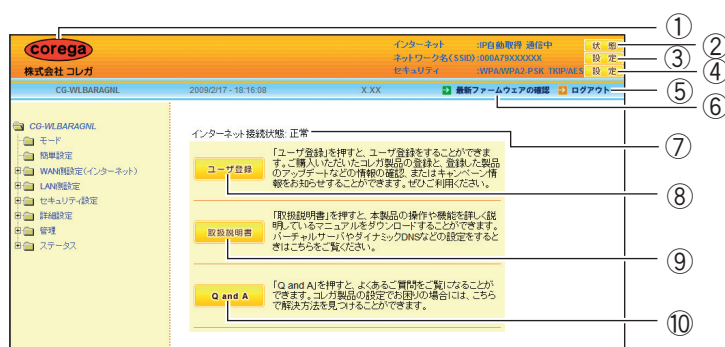 ①
corega
インターネット :IP自動取得 通信中 状 態 ②
ネットワーク名(SSID) :000A79XXXXXX 設 定 ③
株式会社 コレガ
セキュリティ :WPA/WPA2-PSK TKIP/AES 設 定 ④
CG-WLBARAGNL 2009/2/17 - 18:16:08 X.XX 最新ファームウェアの確認 ログアウト ⑤
⑥
CG-WLBARAGNL
モード
簡単設定
WAN側設定(インターネット)
LAN側設定
セキュリティ設定
詳細設定
管理
ステータス
インターネット接続状態: 正常 ⑦
ユーザ登録
「ユーザ登録」を押すと、ユーザ登録をすることができま
す。ご購入いただいたコレガ製品の登録と、登録した製品
のアップデートなどの情報の確認、またはキャンペーン情
報をお知らせすることができます。ぜひご利用ください。
⑧
取扱説明書
「取扱説明書」を押すと、本製品の操作や機能を詳しく説
明しているマニュアルをダウンロードすることができます。
バーチャルサーバやダイナミックDNSなどの設定をすると
きはこちらをご覧ください。
⑨
Q and A
「Q and A」を押すと、よくあるご質問をご覧になることが
できます。コレガ製品の設定でお困りの場合には、こちら
で解決方法を見つけることができます。
⑩